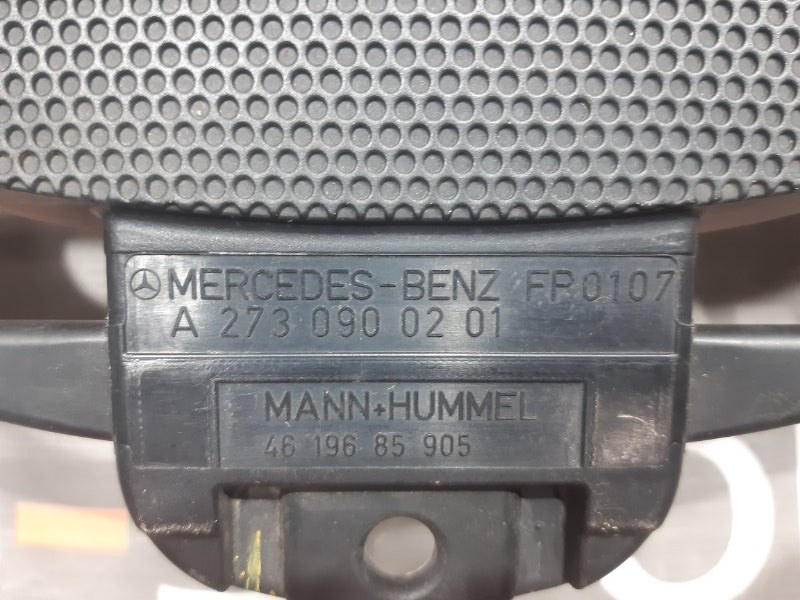 MERCEDES-BENZ FP0107
A 273 090 02 01
MANN+HUMMEL
46 196 85 905